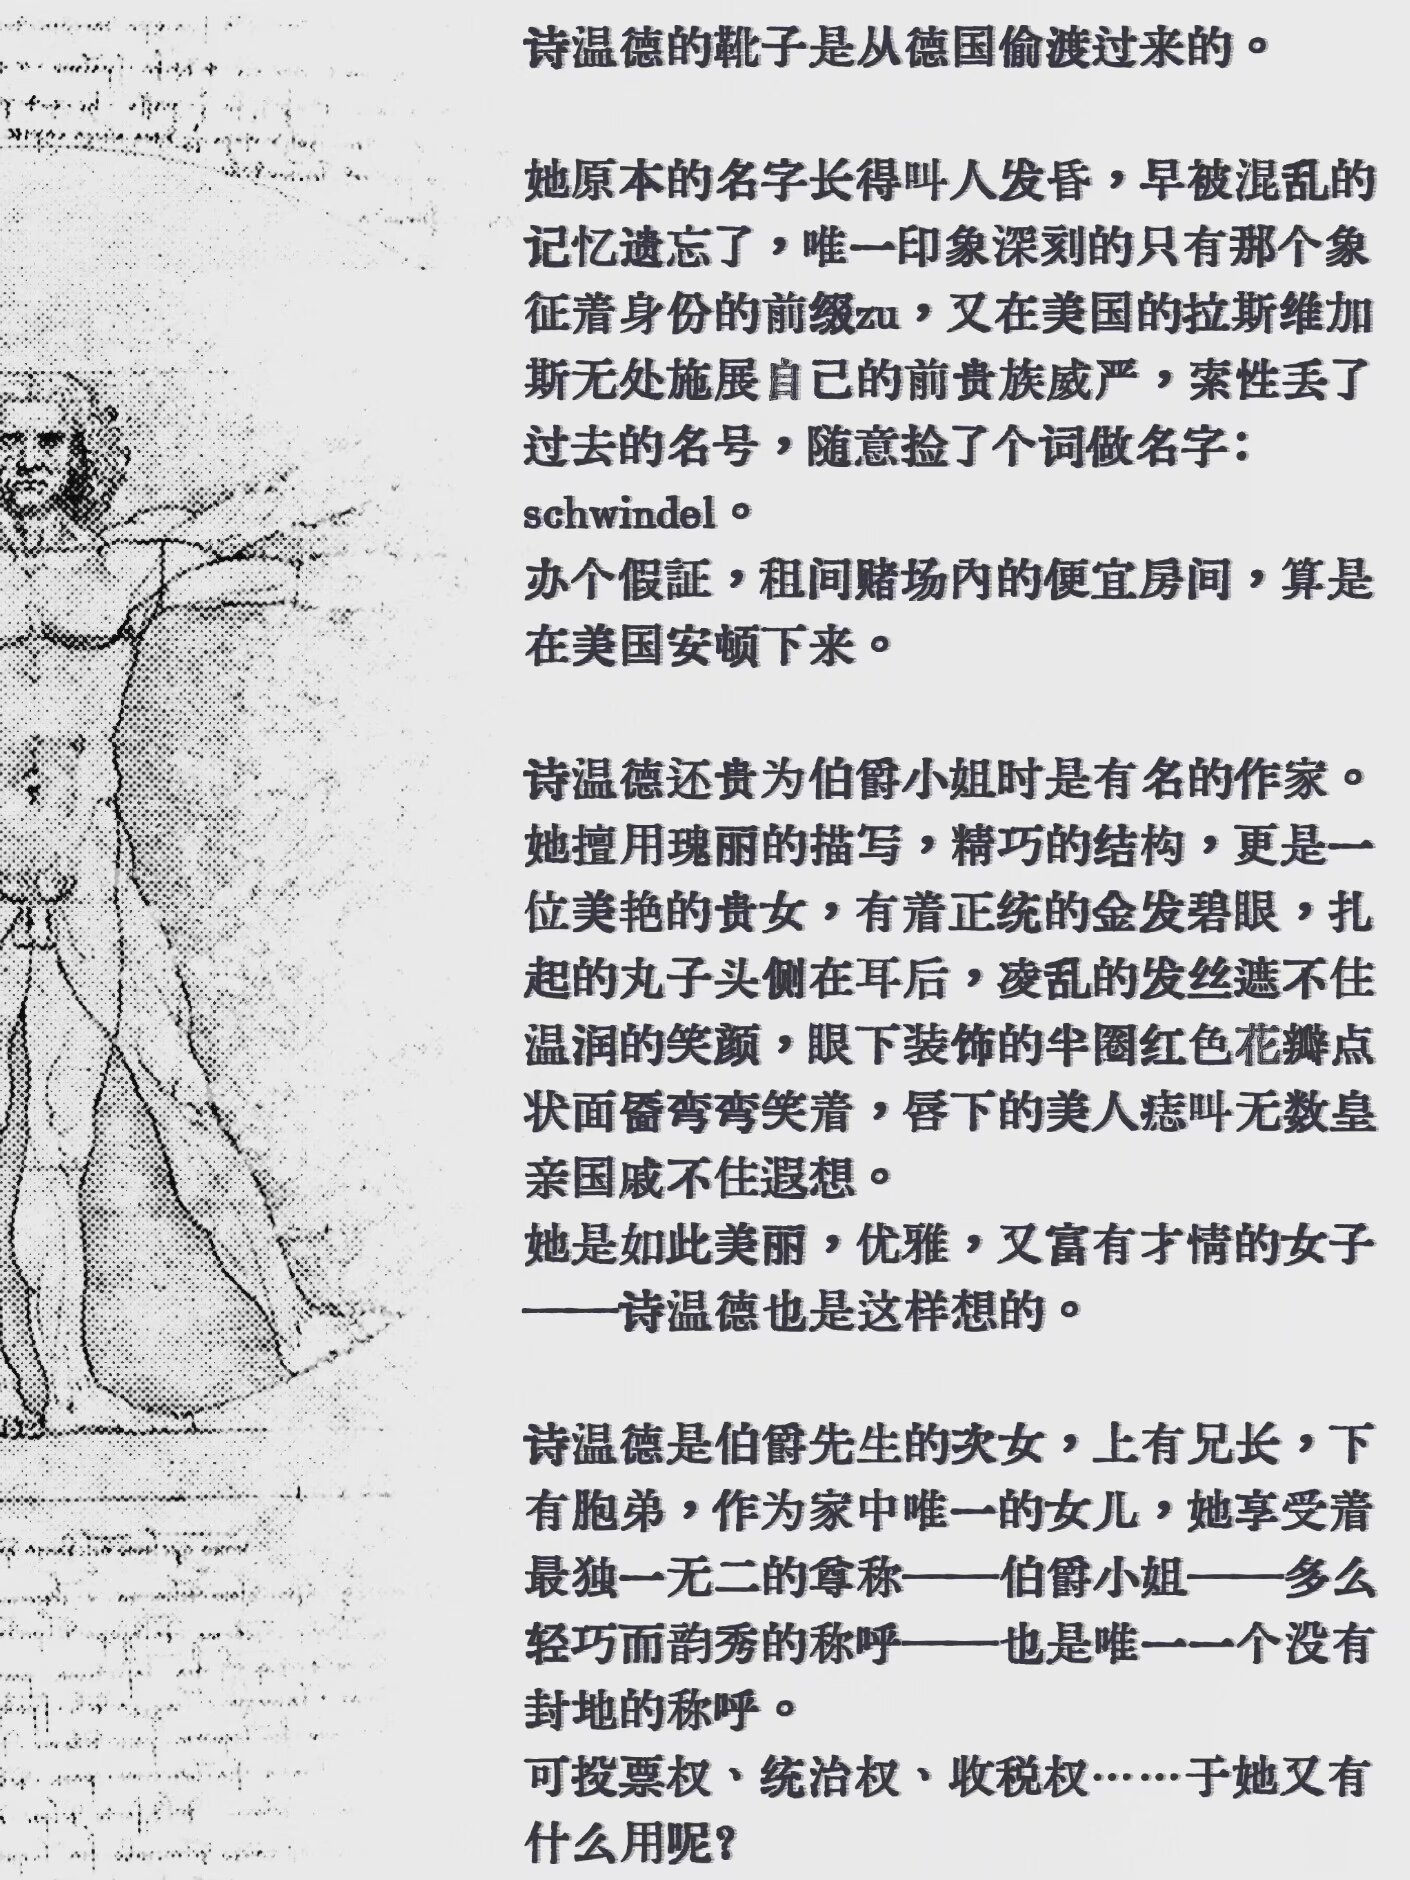 诗温德的靴子是从德国偷渡过来的。
她原本的名字长得叫人发昏，早被混乱的
记忆遗忘了，唯一印象深刻的只有那个象
征着身份的前缀zu，又在美国的拉斯维加
斯无处施展自己的前贵族威严，索性丢了
过去的名号，随意捡了个词做名字：
schwindel。
办个假証，租间赌场内的便宜房间，算是
在美国安顿下来。
诗温德还贵为伯爵小姐时是有名的作家。
她擅用瑰丽的描写，精巧的结构，更是一
位美艳的贵女，有着正统的金发碧眼，扎
起的丸子头侧在耳后，凌乱的发丝遮不住
温润的笑颜，眼下装饰的半圈红色花瓣点
状面靥弯弯笑着，唇下的美人痣叫无数皇
亲国戚不住遐想。
她是如此美丽，优雅，又富有才情的女子
——诗温德也是这样想的。
诗温德是伯爵先生的次女，上有兄长，下
有胞弟，作为家中唯一的女儿，她享受着
最独一无二的尊称——伯爵小姐——多么
轻巧而韵秀的称呼——也是唯一一个没有
封地的称呼。
可投票权、统治权、收税权……于她又有
什么用呢？